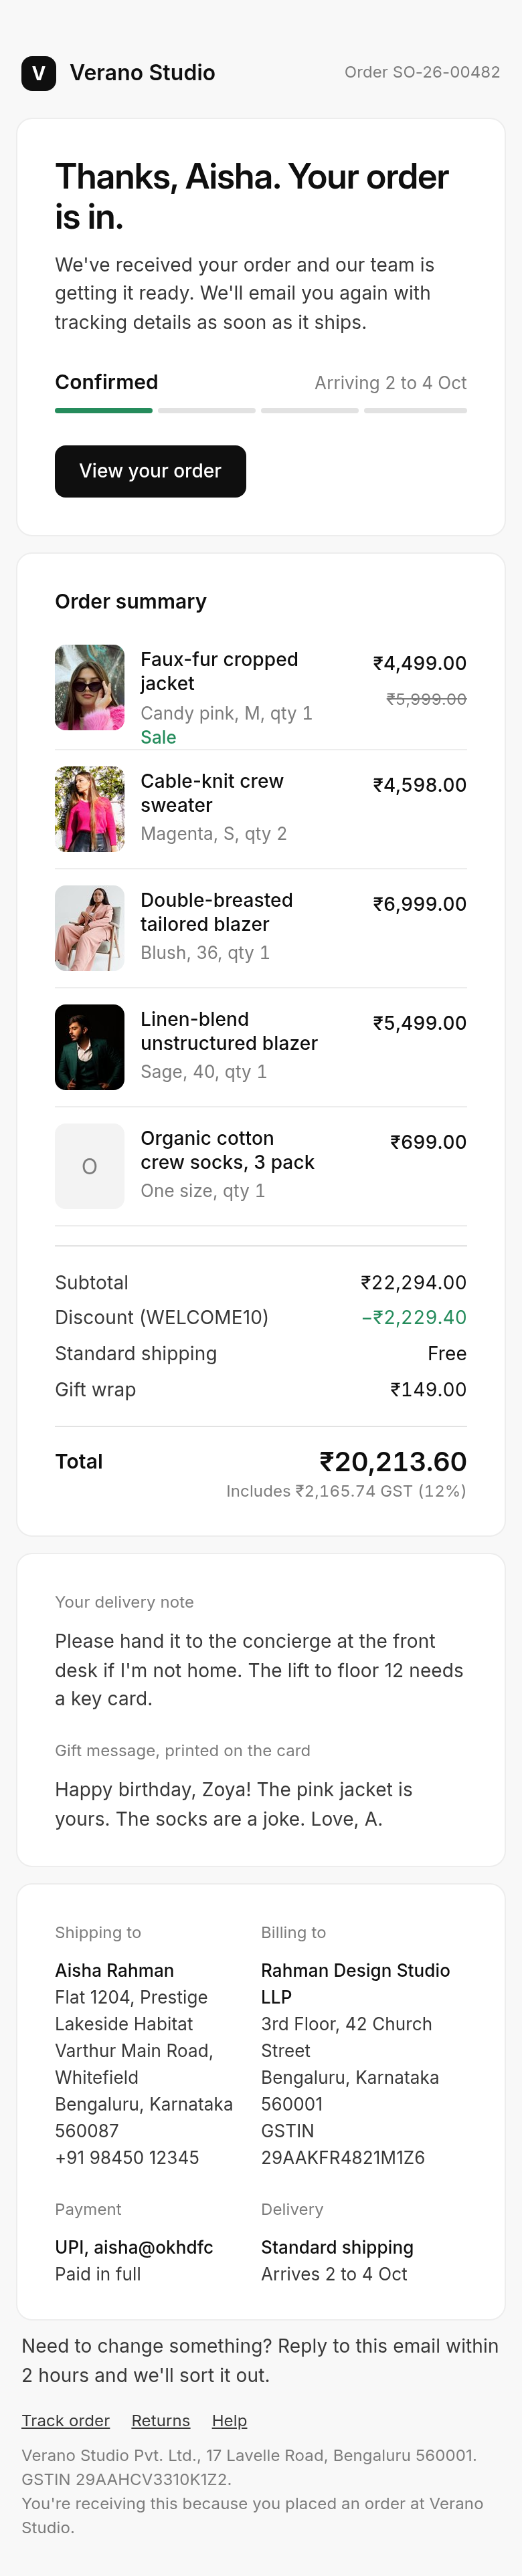 V Verano Studio
Order SO-26-00482
Thanks, Aisha. Your order
is in.
We've received your order and our team is
getting it ready. We'll email you again with
tracking details as soon as it ships.
Confirmed
Arriving 2 to 4 Oct
View your order
Order summary
Faux-fur cropped
jacket
Candy pink, M, qty 1
Sale
₹4,499.00
₹5,999.00
Cable-knit crew
sweater
Magenta, S, qty 2
₹4,598.00
Double-breasted
tailored blazer
Blush, 36, qty 1
₹6,999.00
Linen-blend
unstructured blazer
Sage, 40, qty 1
₹5,499.00
O
Organic cotton
crew socks, 3 pack
One size, qty 1
₹699.00
Subtotal ₹22,294.00
Discount (WELCOME10) −₹2,229.40
Standard shipping Free
Gift wrap ₹149.00
Total ₹20,213.60
Includes ₹2,165.74 GST (12%)
Your delivery note
Please hand it to the concierge at the front
desk if I'm not home. The lift to floor 12 needs
a key card.
Gift message, printed on the card
Happy birthday, Zoya! The pink jacket is
yours. The socks are a joke. Love, A.
Shipping to
Aisha Rahman
Flat 1204, Prestige
Lakeside Habitat
Varthur Main Road,
Whitefield
Bengaluru, Karnataka
560087
+91 98450 12345
Billing to
Rahman Design Studio
LLP
3rd Floor, 42 Church
Street
Bengaluru, Karnataka
560001
GSTIN
29AAKFR4821M1Z6
Payment
UPI, aisha@okhdfc
Paid in full
Delivery
Standard shipping
Arrives 2 to 4 Oct
Need to change something? Reply to this email within
2 hours and we'll sort it out.
Track order Returns Help
Verano Studio Pvt. Ltd., 17 Lavelle Road, Bengaluru 560001.
GSTIN 29AAHCV3310K1Z2.
You're receiving this because you placed an order at Verano
Studio.